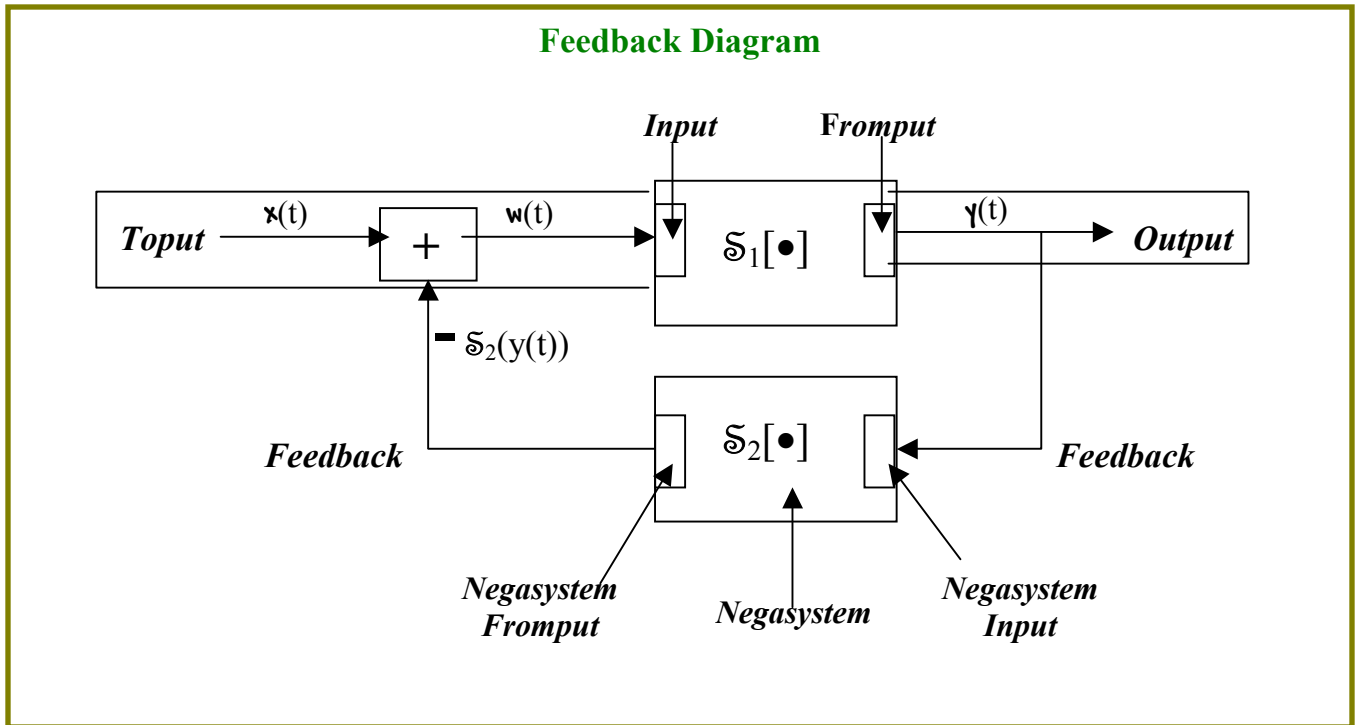 Feedback Diagram
Input
Fromput
x(t)
w(t)
y(t)
Toput
+
𝕊₁[●]
Output
− 𝕊₂(y(t))
Feedback
𝕊₂[●]
Feedback
Negasystem
Fromput
Negasystem
Negasystem
Input